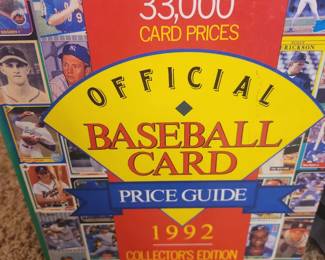 33,000
CARD PRICES
OFFICIAL
BASEBALL
CARD
PRICE GUIDE
1992
COLLECTOR'S EDITION